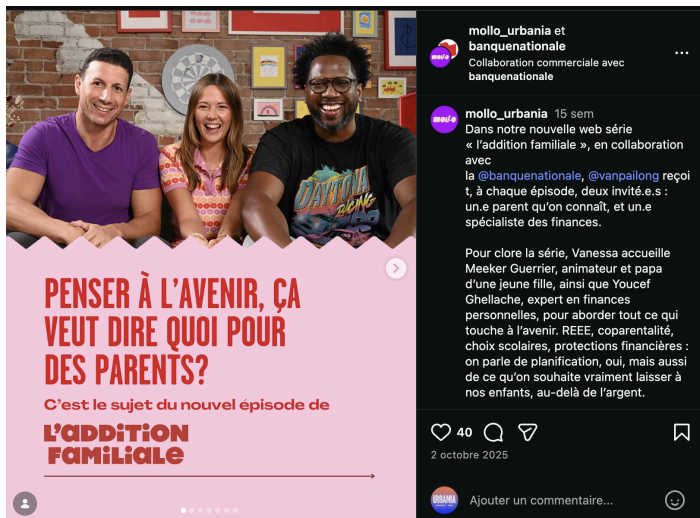 DAYTONA
RACING
PENSER À L’AVENIR, ÇA
VEUT DIRE QUOI POUR
DES PARENTS?
C’est le sujet du nouvel épisode de
L’ADDITION
FAMILIALE
mollo_urbania et
banquenationale
Collaboration commerciale avec
banquenationale
mollo
mollo_urbania 15 sem
Dans notre nouvelle web série
« l’addition familiale », en collaboration
avec
la @banquenationale, @vanpailong reçoi
t, à chaque épisode, deux invité.e.s :
un.e parent qu’on connaît, et un.e
spécialiste des finances.
Pour clore la série, Vanessa accueille
Meeker Guerrier, animateur et papa
d’une jeune fille, ainsi que Youcef
Ghellache, expert en finances
personnelles, pour aborder tout ce qui
touche à l’avenir. REEE, coparentalité,
choix scolaires, protections financières :
on parle de planification, oui, mais aussi
de ce qu’on souhaite vraiment laisser à
nos enfants, au-delà de l’argent.
40
2 octobre 2025
URBANIA
Ajouter un commentaire...